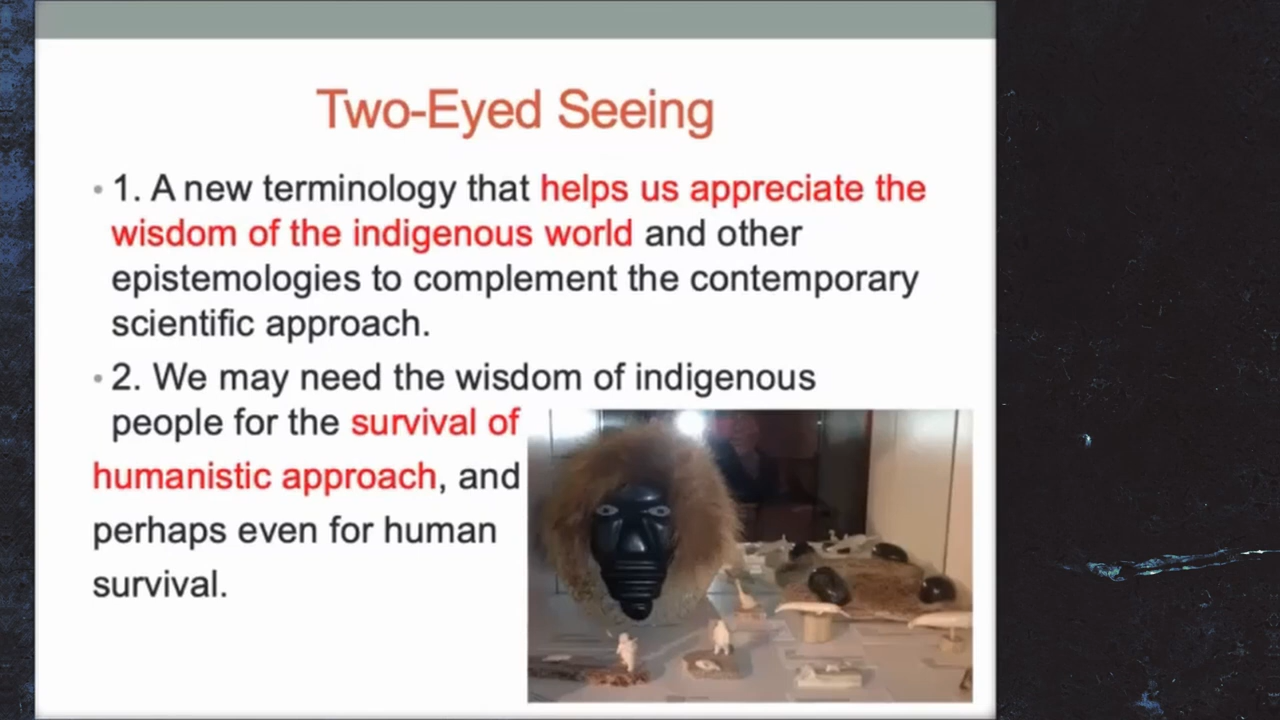 Two-Eyed Seeing
• 1. A new terminology that helps us appreciate the
wisdom of the indigenous world and other
epistemologies to complement the contemporary
scientific approach.
• 2. We may need the wisdom of indigenous
people for the survival of
humanistic approach, and
perhaps even for human
survival.